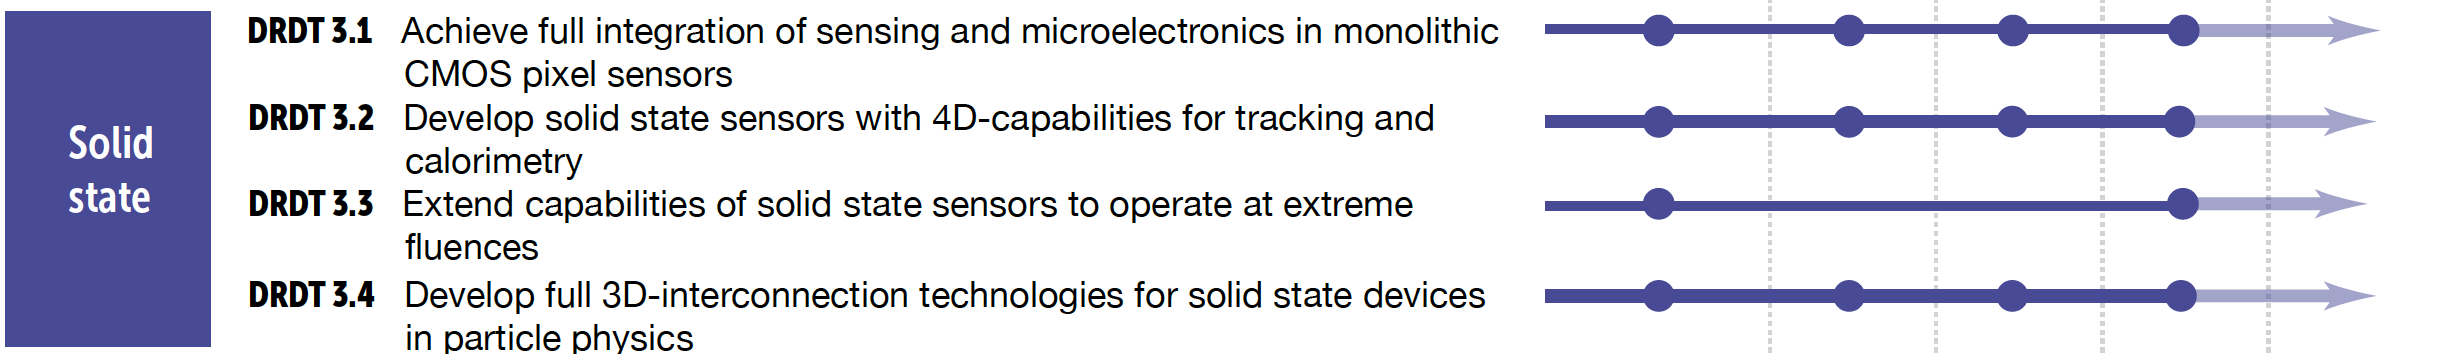 Solid
state
DRDT 3.1 Achieve full integration of sensing and microelectronics in monolithic
CMOS pixel sensors
DRDT 3.2 Develop solid state sensors with 4D-capabilities for tracking and
calorimetry
DRDT 3.3 Extend capabilities of solid state sensors to operate at extreme
fluences
DRDT 3.4 Develop full 3D-interconnection technologies for solid state devices
in particle physics